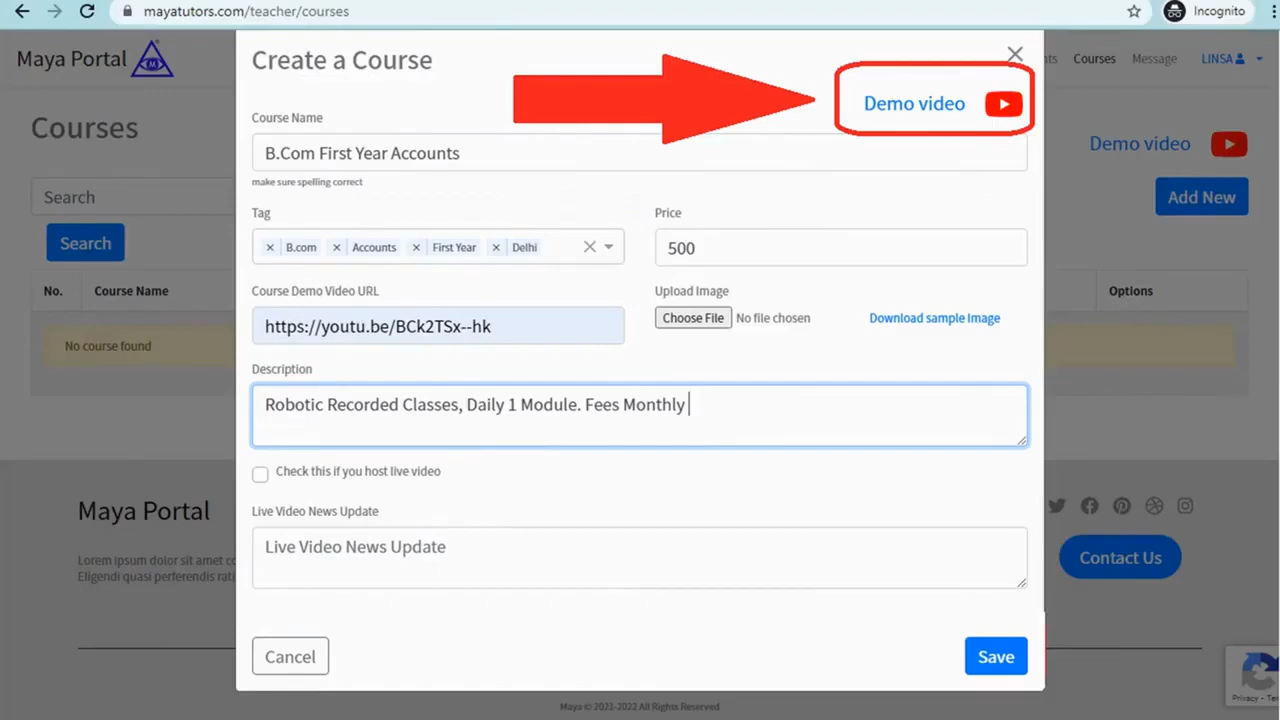 mayatutors.com/teacher/courses
Incognito
Maya Portal
M
nts Courses Message LINSA
Create a Course
Demo video
Courses
Demo video
Course Name
B.Com First Year Accounts
make sure spelling correct
Search
Add New
Search
Tag
Price
B.com Accounts First Year Delhi
500
No.
Course Name
Options
Course Demo Video URL
Upload Image
https://youtu.be/BCk2TSx--hk
Choose File No file chosen
Download sample Image
No course found
Description
Robotic Recorded Classes, Daily 1 Module. Fees Monthly
Check this if you host live video
Live Video News Update
Live Video News Update
Maya Portal
Lorem ipsum dolor sit amet co
Eligendi quasi perferendis rati
Contact Us
Cancel
Save
Privacy - Ter
Maya © 2021-2022 All Rights Reserved